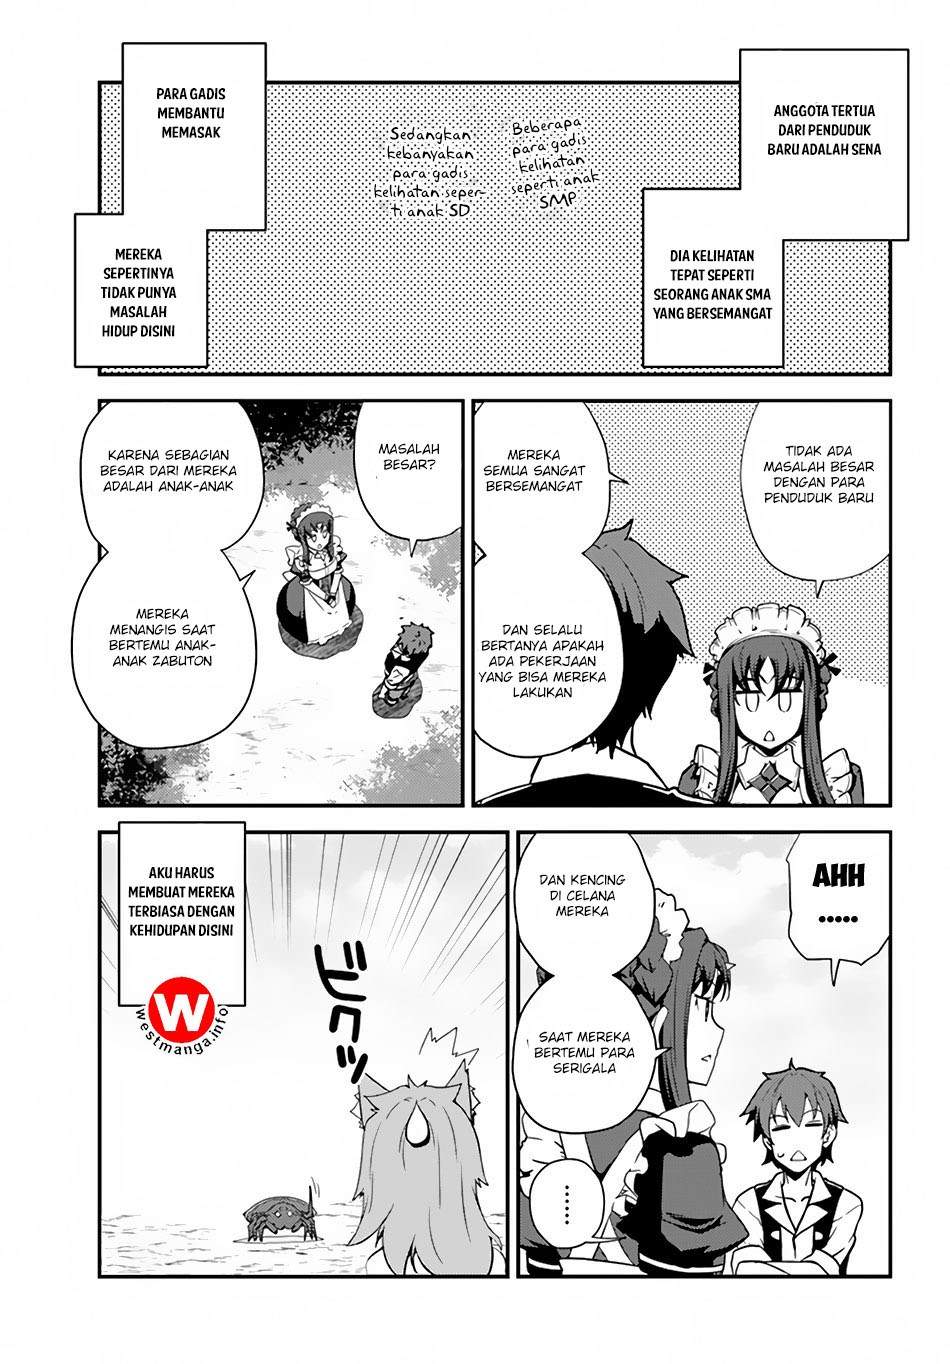 ANGGOTA TERTUA
DARI PENDUDUK
BARU ADALAH SENA
DIA KELIHATAN
TEPAT SEPERTI
SEORANG ANAK SMA
YANG BERSEMANGAT
Beberapa
para gadis
kelihatan
seperti anak
SMP
Sedangkan
kebanyakan
para gadis
kelihatan seper-
ti anak SD
PARA GADIS
MEMBANTU
MEMASAK
MEREKA
SEPERTINYA
TIDAK PUNYA
MASALAH
HIDUP DISINI
TIDAK ADA
MASALAH BESAR
DENGAN PARA
PENDUDUK BARU
MEREKA
SEMUA SANGAT
BERSEMANGAT
DAN SELALU
BERTANYA APAKAH
ADA PEKERJAAN
YANG BISA MEREKA
LAKUKAN
MASALAH
BESAR?
KARENA SEBAGIAN
BESAR DARI MEREKA
ADALAH ANAK-ANAK
MEREKA
MENANGIS SAAT
BERTEMU ANAK-
ANAK ZABUTON
AHH
......
DAN KENCING
DI CELANA
MEREKA
SAAT MEREKA
BERTEMU PARA
SERIGALA
......
AKU HARUS
MEMBUAT MEREKA
TERBIASA DENGAN
KEHIDUPAN DISINI
W
westmanga.info